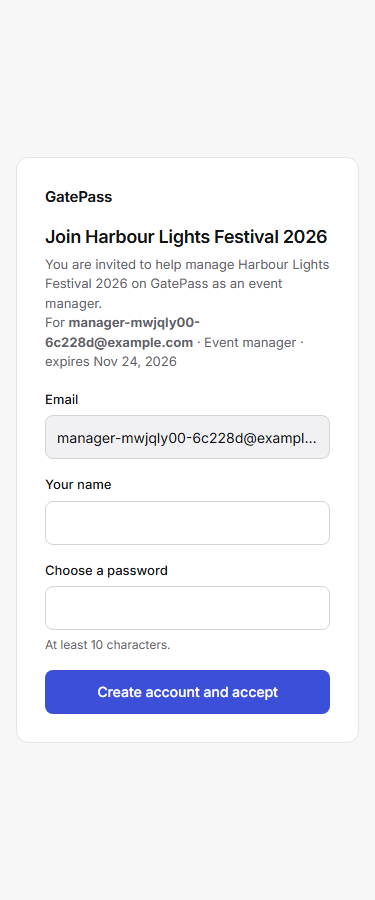 GatePass
Join Harbour Lights Festival 2026
You are invited to help manage Harbour Lights
Festival 2026 on GatePass as an event
manager.
For manager-mwjqly00-
6c228d@example.com · Event manager ·
expires Nov 24, 2026
Email
manager-mwjqly00-6c228d@exampl...
Your name
Choose a password
At least 10 characters.
Create account and accept